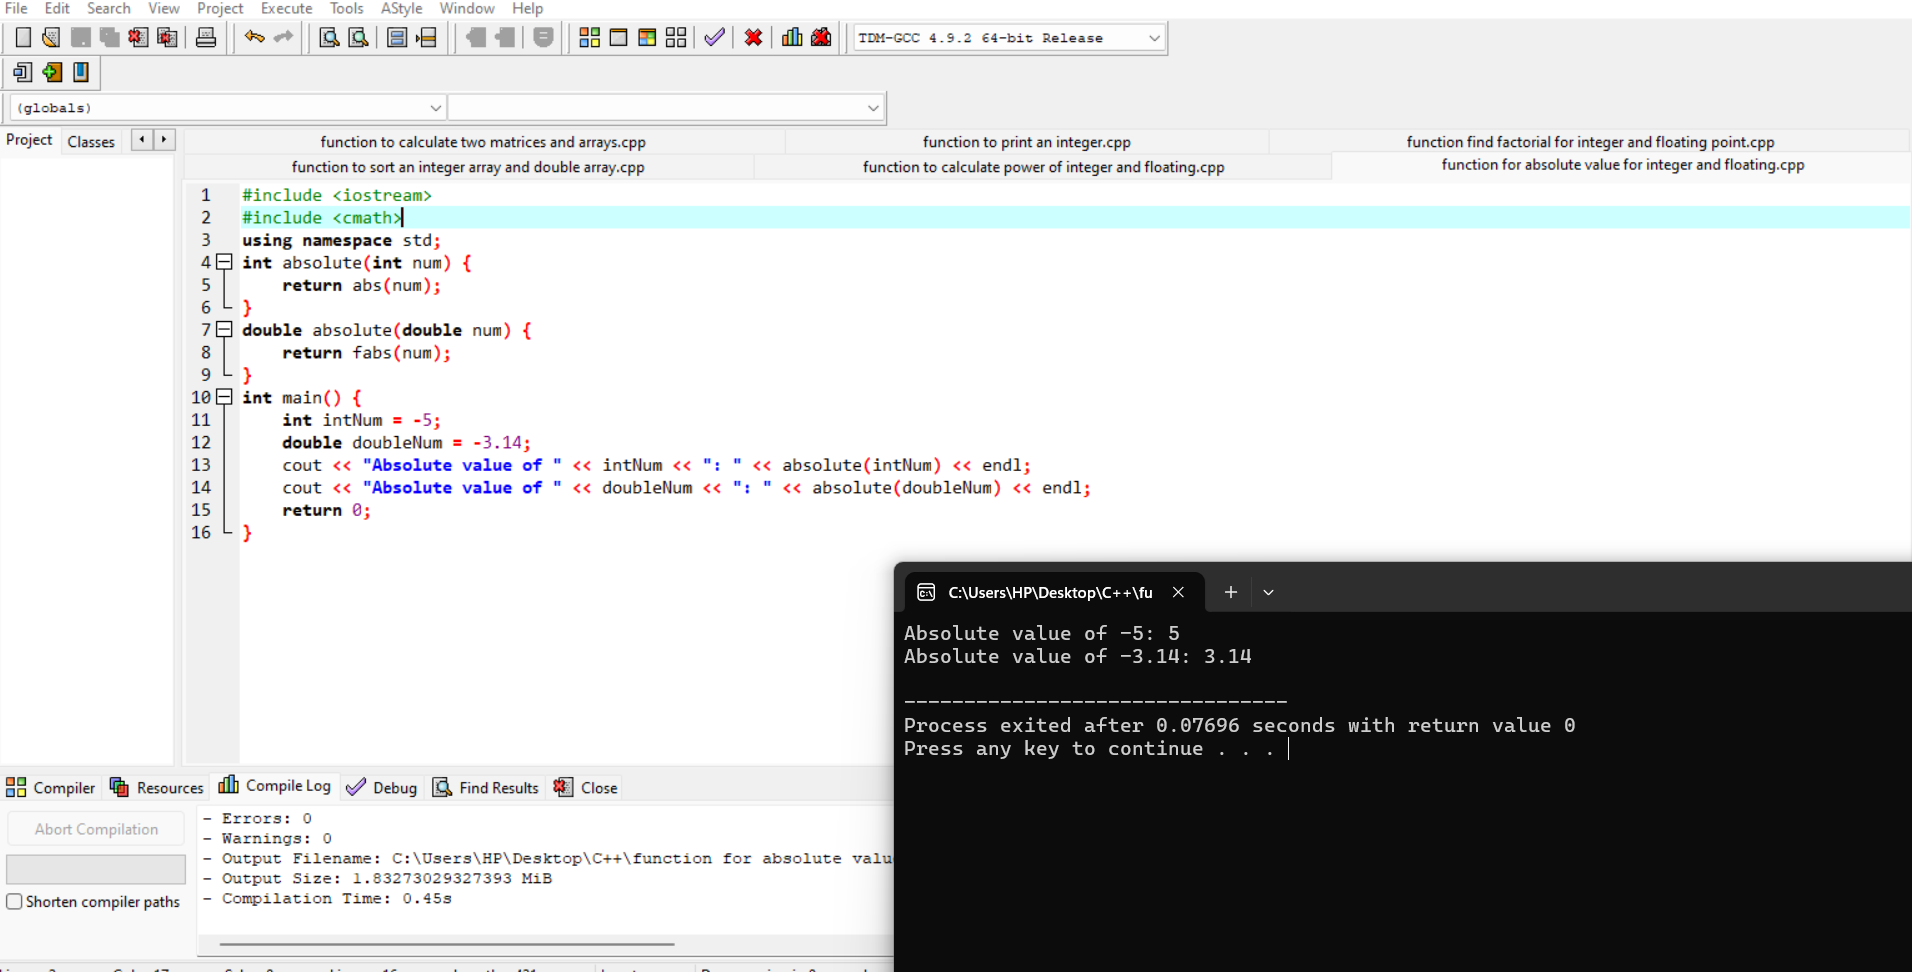 File Edit Search View Project Execute Tools AStyle Window Help
TDM-GCC 4.9.2 64-bit Release
(globals)
Project Classes
function to calculate two matrices and arrays.cpp function to print an integer.cpp function find factorial for integer and floating point.cpp
function to sort an integer array and double array.cpp function to calculate power of integer and floating.cpp function for absolute value for integer and floating.cpp
1 #include <iostream>
2 #include <cmath>
3 using namespace std;
4 int absolute(int num) {
5 return abs(num);
6 }
7 double absolute(double num) {
8 return fabs(num);
9 }
10 int main() {
11 int intNum = -5;
12 double doubleNum = -3.14;
13 cout << "Absolute value of " << intNum << ": " << absolute(intNum) << endl;
14 cout << "Absolute value of " << doubleNum << ": " << absolute(doubleNum) << endl;
15 return 0;
16 }
C:\Users\HP\Desktop\C++\fu
Absolute value of -5: 5
Absolute value of -3.14: 3.14
--------------------------------
Process exited after 0.07696 seconds with return value 0
Press any key to continue . . .
Compiler Resources Compile Log Debug Find Results Close
Abort Compilation
Shorten compiler paths
- Errors: 0
- Warnings: 0
- Output Filename: C:\Users\HP\Desktop\C++\function for absolute valu
- Output Size: 1.83273029327393 MiB
- Compilation Time: 0.45s